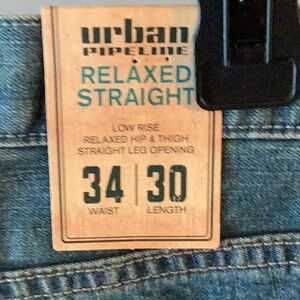 urban
PIPELINE
RELAXED
STRAIGHT
LOW RISE
RELAXED HIP & THIGH
STRAIGHT LEG OPENING
34 30
WAIST LENGTH